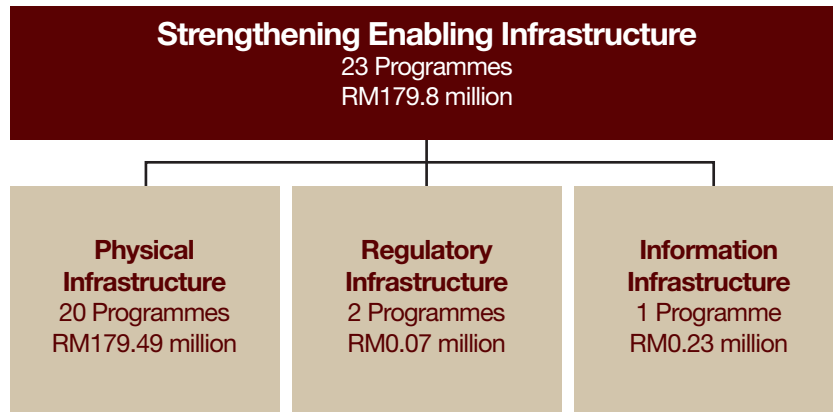 Strengthening Enabling Infrastructure
23 Programmes
RM179.8 million
Physical
Infrastructure
20 Programmes
RM179.49 million
Regulatory
Infrastructure
2 Programmes
RM0.07 million
Information
Infrastructure
1 Programme
RM0.23 million